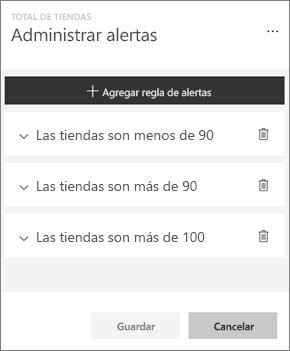 TOTAL DE TIENDAS
Administrar alertas
Agregar regla de alertas
Las tiendas son menos de 90
Las tiendas son más de 90
Las tiendas son más de 100
Guardar Cancelar